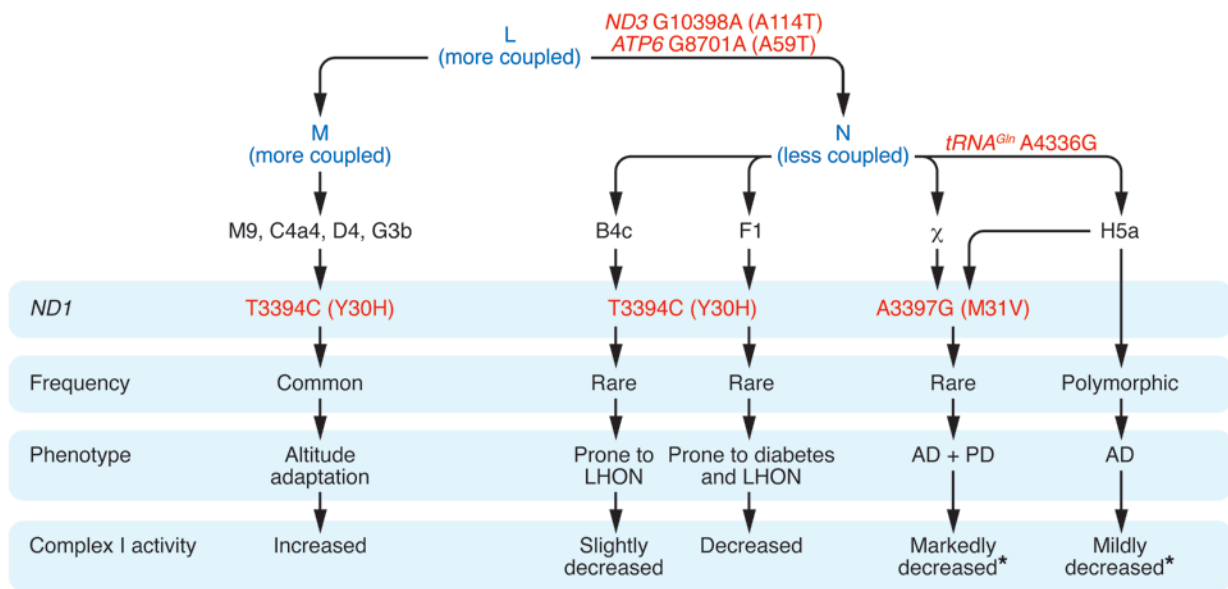 L
(more coupled)
ND3 G10398A (A114T)
ATP6 G8701A (A59T)
M
(more coupled)
N
(less coupled)
tRNAGln A4336G
M9, C4a4, D4, G3b
B4c
F1
χ
H5a
ND1
T3394C (Y30H)
T3394C (Y30H)
A3397G (M31V)
Frequency
Common
Rare
Rare
Rare
Polymorphic
Phenotype
Altitude
adaptation
Prone to
LHON
Prone to diabetes
and LHON
AD + PD
AD
Complex I activity
Increased
Slightly
decreased
Decreased
Markedly
decreased*
Mildly
decreased*